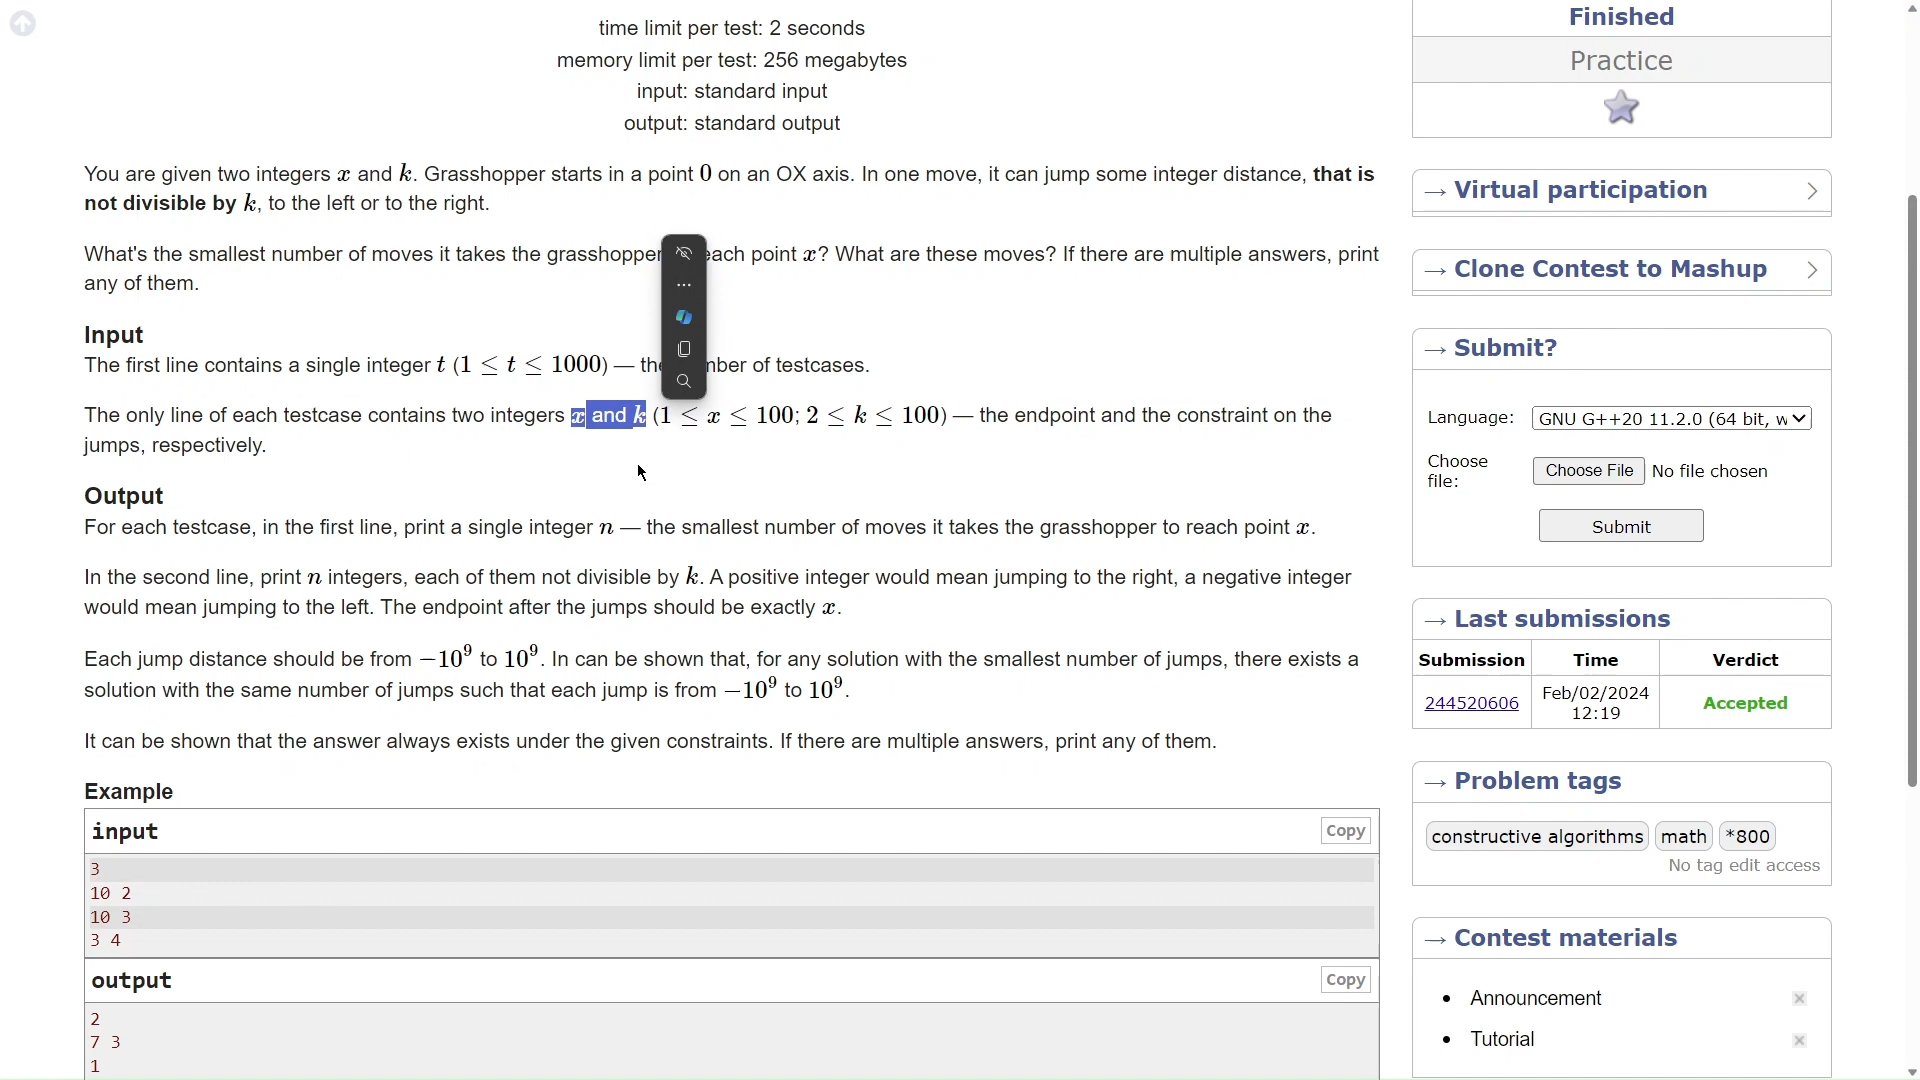 time limit per test: 2 seconds
memory limit per test: 256 megabytes
input: standard input
output: standard output
You are given two integers x and k. Grasshopper starts in a point 0 on an OX axis. In one move, it can jump some integer distance, that is
not divisible by k, to the left or to the right.
What's the smallest number of moves it takes the grasshopper each point x? What are these moves? If there are multiple answers, print
any of them.
Input
The first line contains a single integer t (1 ≤ t ≤ 1000) — the nber of testcases.
The only line of each testcase contains two integers x and k (1 ≤ x ≤ 100; 2 ≤ k ≤ 100) — the endpoint and the constraint on the
jumps, respectively.
Output
For each testcase, in the first line, print a single integer n — the smallest number of moves it takes the grasshopper to reach point x.
In the second line, print n integers, each of them not divisible by k. A positive integer would mean jumping to the right, a negative integer
would mean jumping to the left. The endpoint after the jumps should be exactly x.
Each jump distance should be from −10⁹ to 10⁹. In can be shown that, for any solution with the smallest number of jumps, there exists a
solution with the same number of jumps such that each jump is from −10⁹ to 10⁹.
It can be shown that the answer always exists under the given constraints. If there are multiple answers, print any of them.
Example
input
Copy
3
10 2
10 3
3 4
output
Copy
2
7 3
1
Finished
Practice
→ Virtual participation
→ Clone Contest to Mashup
→ Submit?
Language: GNU G++20 11.2.0 (64 bit, w
Choose
file:
Choose File No file chosen
Submit
→ Last submissions
Submission Time Verdict
244520606 Feb/02/2024
12:19 Accepted
→ Problem tags
constructive algorithms math *800
No tag edit access
→ Contest materials
• Announcement
• Tutorial